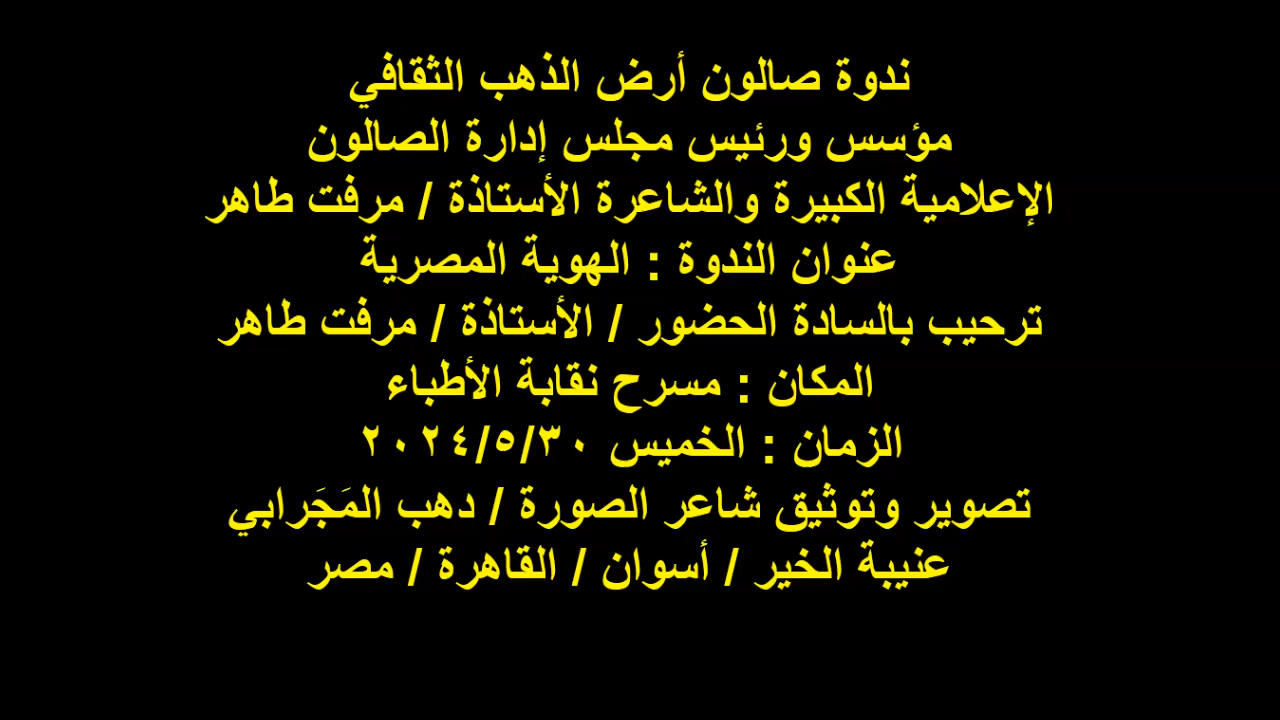 ندوة صالون أرض الذهب الثقافي
مؤسس ورئيس مجلس إدارة الصالون
الإعلامية الكبيرة والشاعرة الأستاذة / مرفت طاهر
عنوان الندوة : الهوية المصرية
ترحيب بالسادة الحضور / الأستاذة / مرفت طاهر
المكان : مسرح نقابة الأطباء
الزمان : الخميس ٢٠٢٤/٥/٣٠
تصوير وتوثيق شاعر الصورة / دهب المَجَرابي
عنيبة الخير / أسوان / القاهرة / مصر